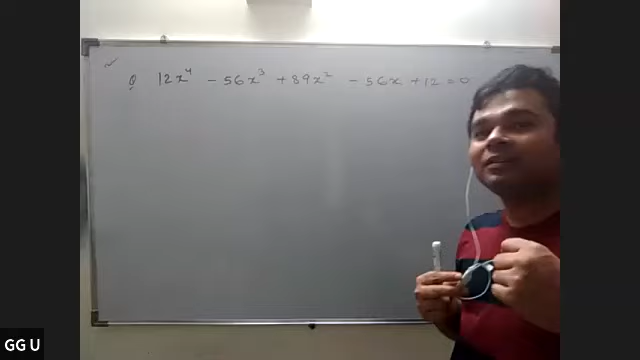 Q 12x⁴ - 56x³ + 89x² - 56x + 12 = 0
GG U